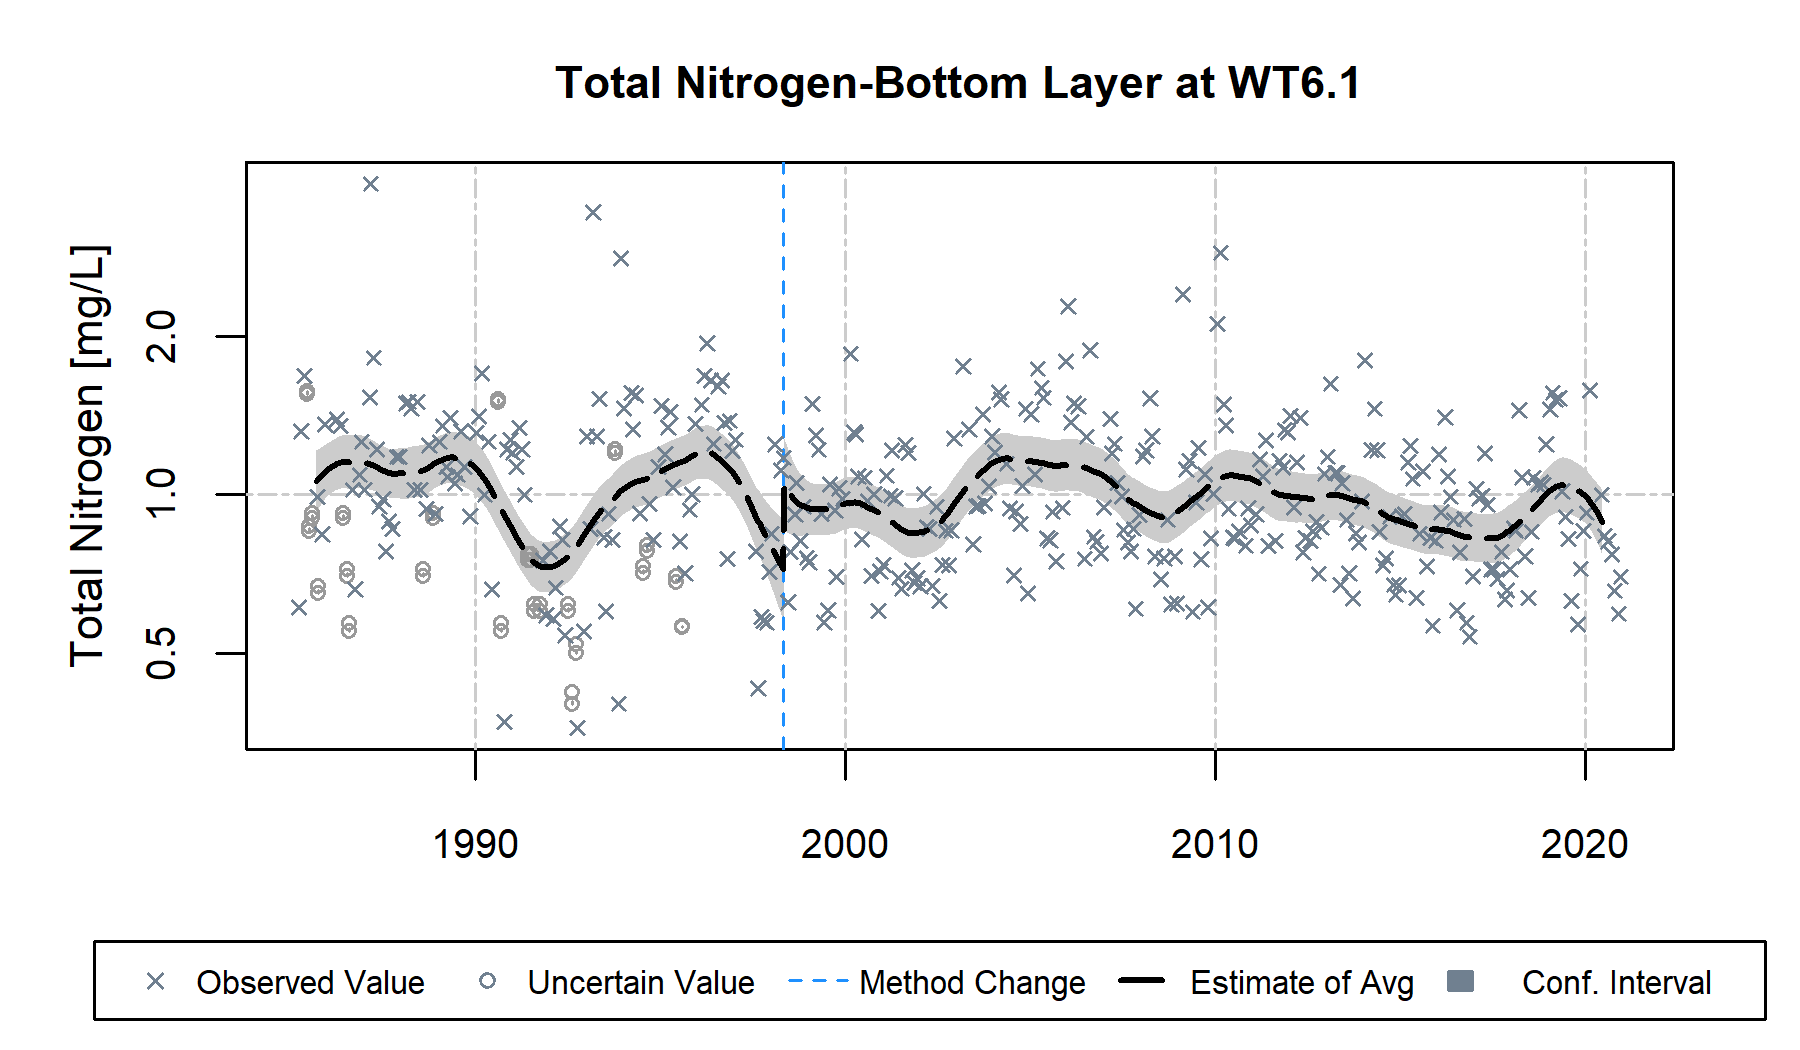 Total Nitrogen-Bottom Layer at WT6.1
Total Nitrogen [mg/L]
2.0
1.0
0.5
1990 2000 2010 2020
Observed Value Uncertain Value Method Change Estimate of Avg Conf. Interval